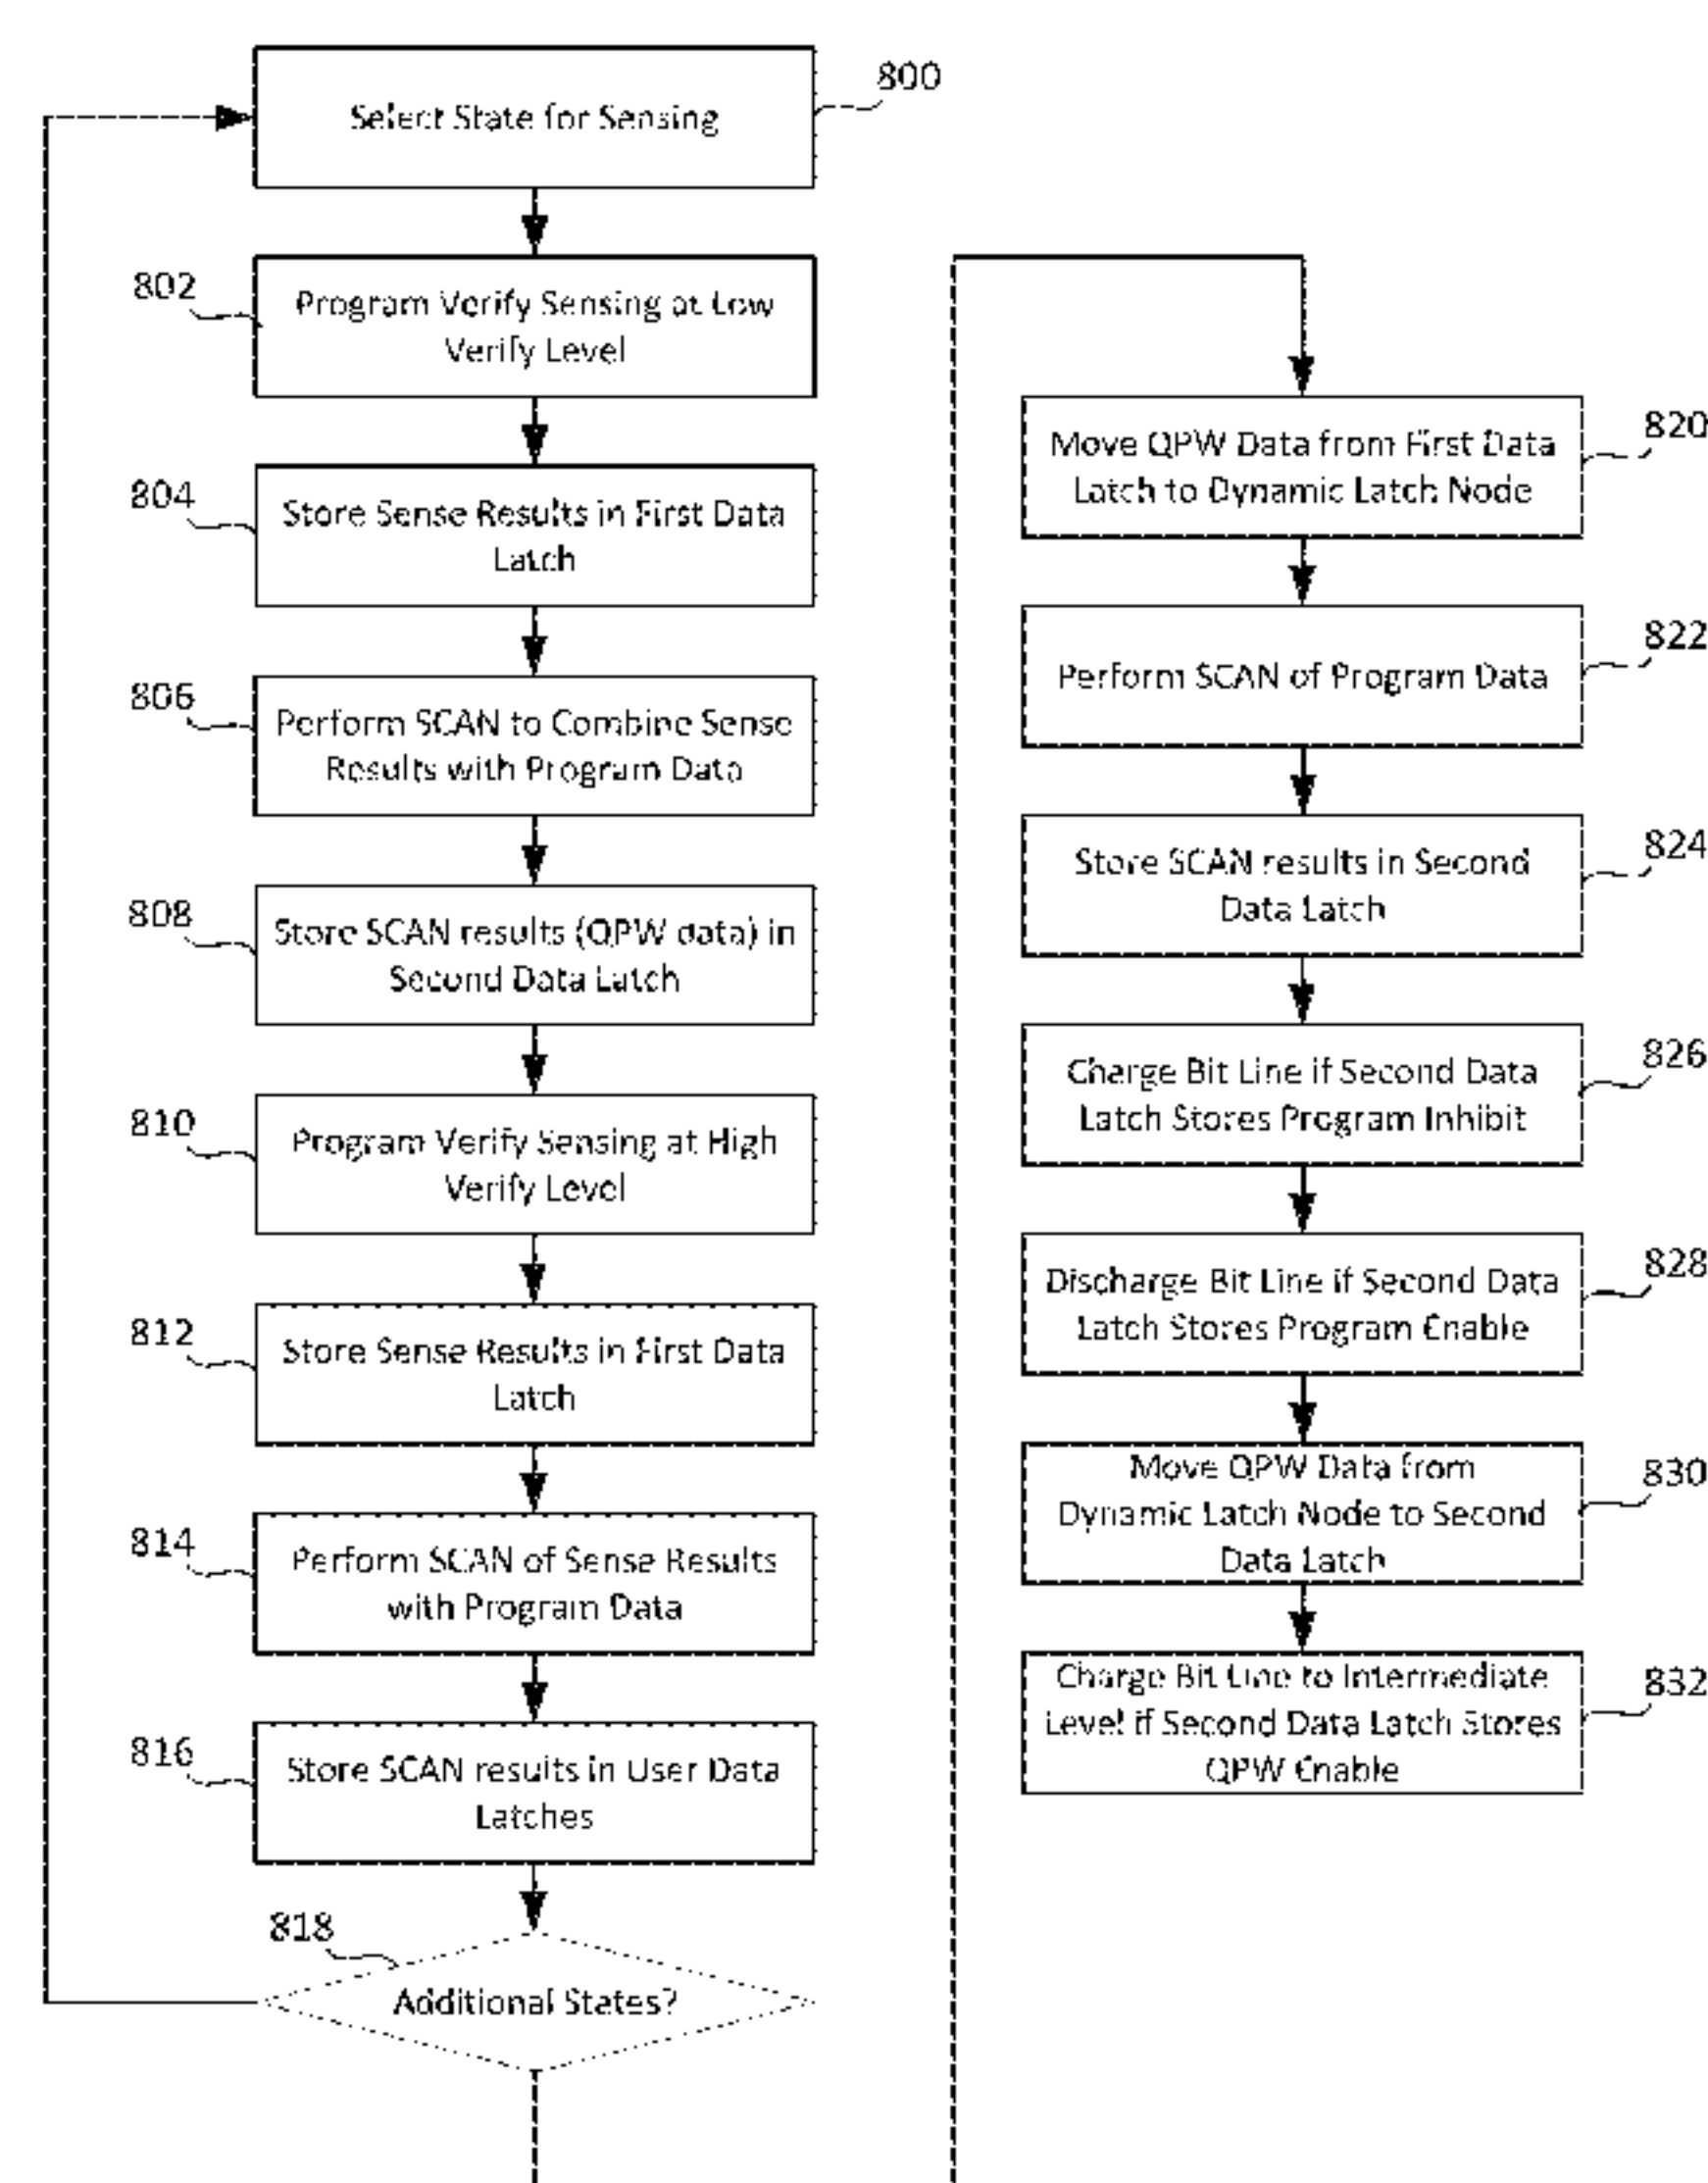 800
Select State for Sensing
802
Program Verify Sensing at Low
Verify Level
804
Store Sense Results in First Data
Latch
806
Perform SCAN to Combine Sense
Results with Program Data
808
Store SCAN results (QPW data) in
Second Data Latch
810
Program Verify Sensing at High
Verify Level
812
Store Sense Results in First Data
Latch
814
Perform SCAN of Sense Results
with Program Data
816
Store SCAN results in User Data
Latches
818
Additional States?
820
Move QPW Data from First Data
Latch to Dynamic Latch Node
822
Perform SCAN of Program Data
824
Store SCAN results in Second
Data Latch
826
Charge Bit Line if Second Data
Latch Stores Program Inhibit
828
Discharge Bit Line if Second Data
Latch Stores Program Enable
830
Move QPW Data from
Dynamic Latch Node to Second
Data Latch
832
Charge Bit Line to Intermediate
Level if Second Data Latch Stores
QPW Enable